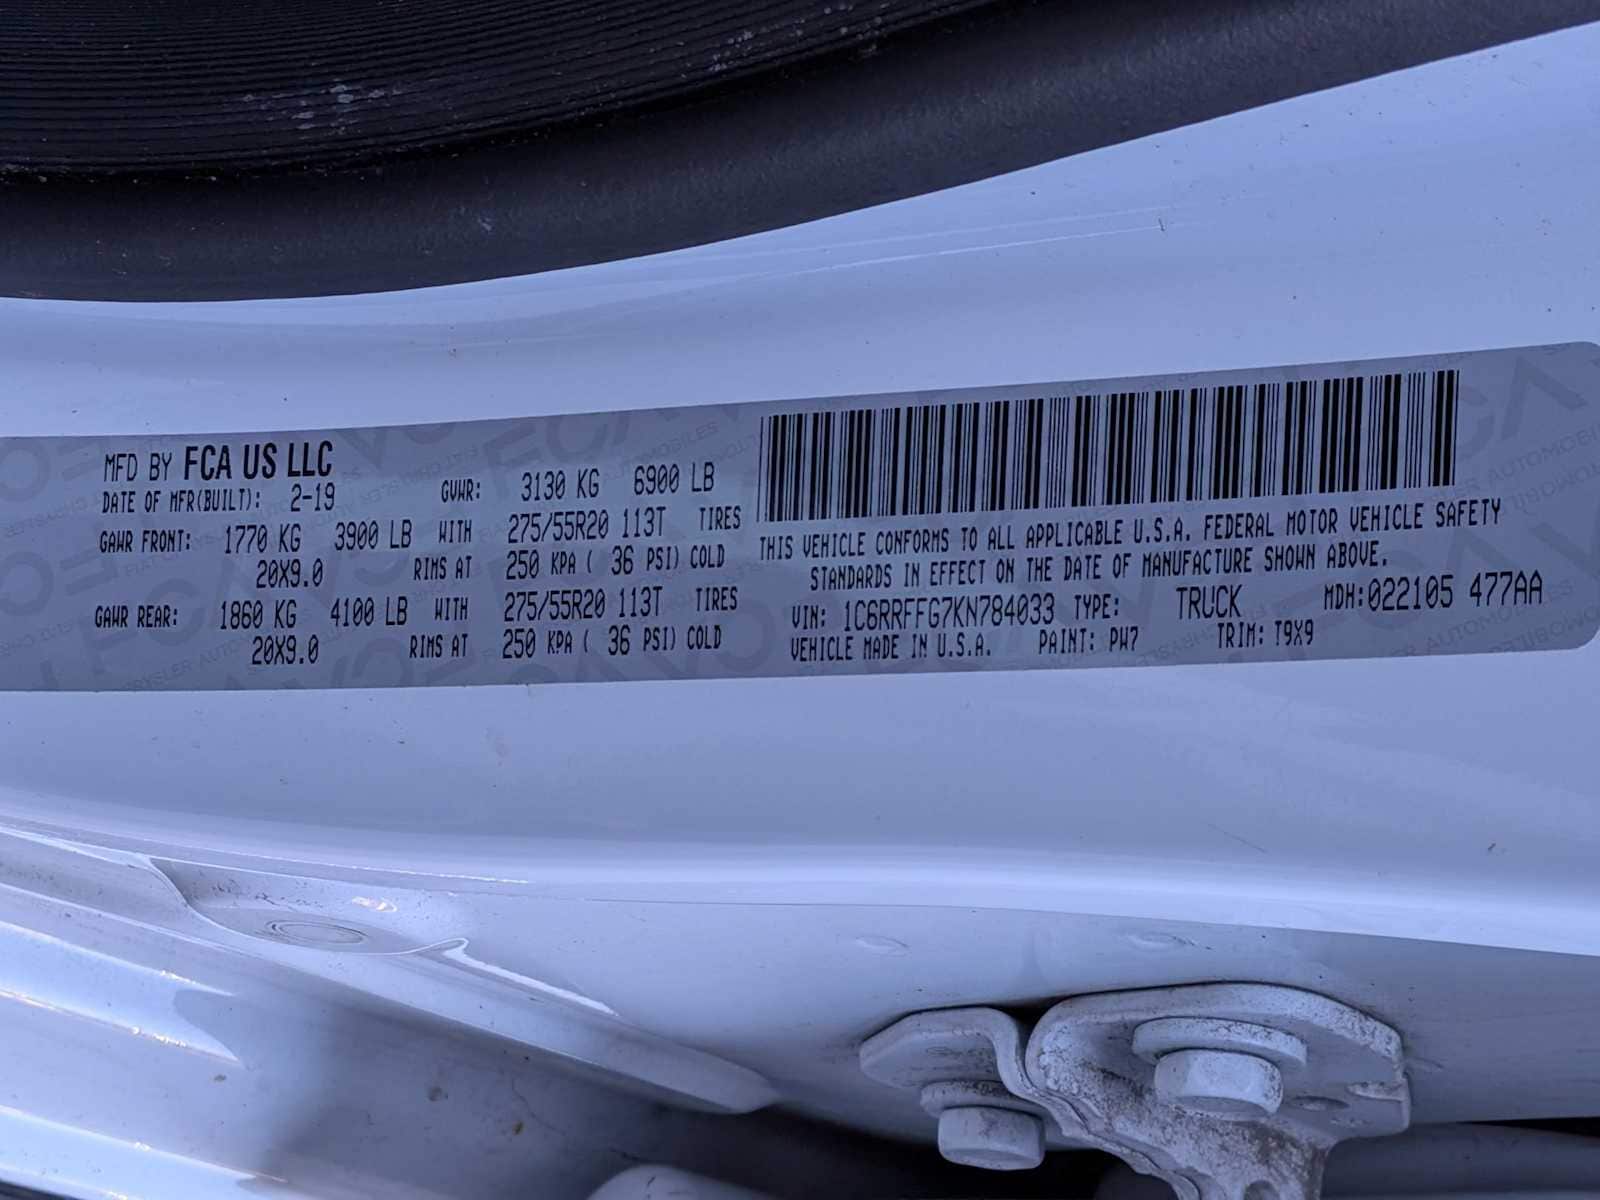 MFD BY FCA US LLC
DATE OF MFR(BUILT): 2-19 GVWR: 3130 KG 6900 LB
GAWR FRONT: 1770 KG 3900 LB WITH 275/55R20 113T TIRES
20X9.0 RIMS AT 250 KPA ( 36 PSI) COLD
GAWR REAR: 1860 KG 4100 LB WITH 275/55R20 113T TIRES
20X9.0 RIMS AT 250 KPA ( 36 PSI) COLD
THIS VEHICLE CONFORMS TO ALL APPLICABLE U.S.A. FEDERAL MOTOR VEHICLE SAFETY
STANDARDS IN EFFECT ON THE DATE OF MANUFACTURE SHOWN ABOVE.
VIN: 1C6RRFFG7KN784033 TYPE: TRUCK MDH:022105 477AA
VEHICLE MADE IN U.S.A. PAINT: PW7 TRIM: T9X9